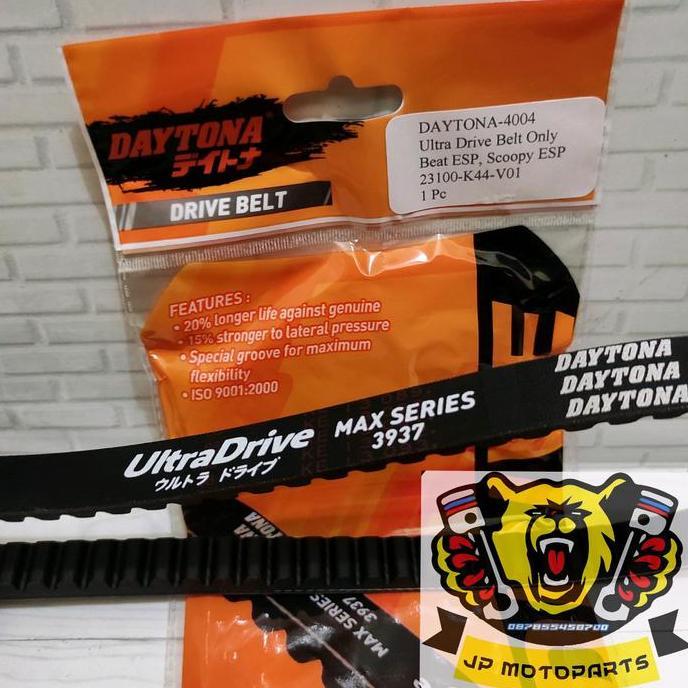 DAYTONA
デイトナ
DRIVE BELT
DAYTONA-4004
Ultra Drive Belt Only
Beat ESP, Scoopy ESP
23100-K44-V01
1 Pc
FEATURES :
• 20% longer life against genuine
• 15% stronger to lateral pressure
• Special groove for maximum
flexibility
• ISO 9001:2000
UltraDrive
ウルトラ ドライブ
MAX SERIES
3937
DAYTONA
DAYTONA
DAYTONA
DAYTONA
MAX SERIES
3937
087855458700
JP MOTOPARTS